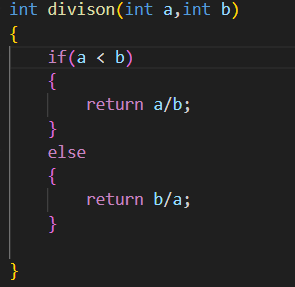 int divison(int a,int b)
{
    if(a < b)
    {
        return a/b;
    }
    else
    {
        return b/a;
    }
}